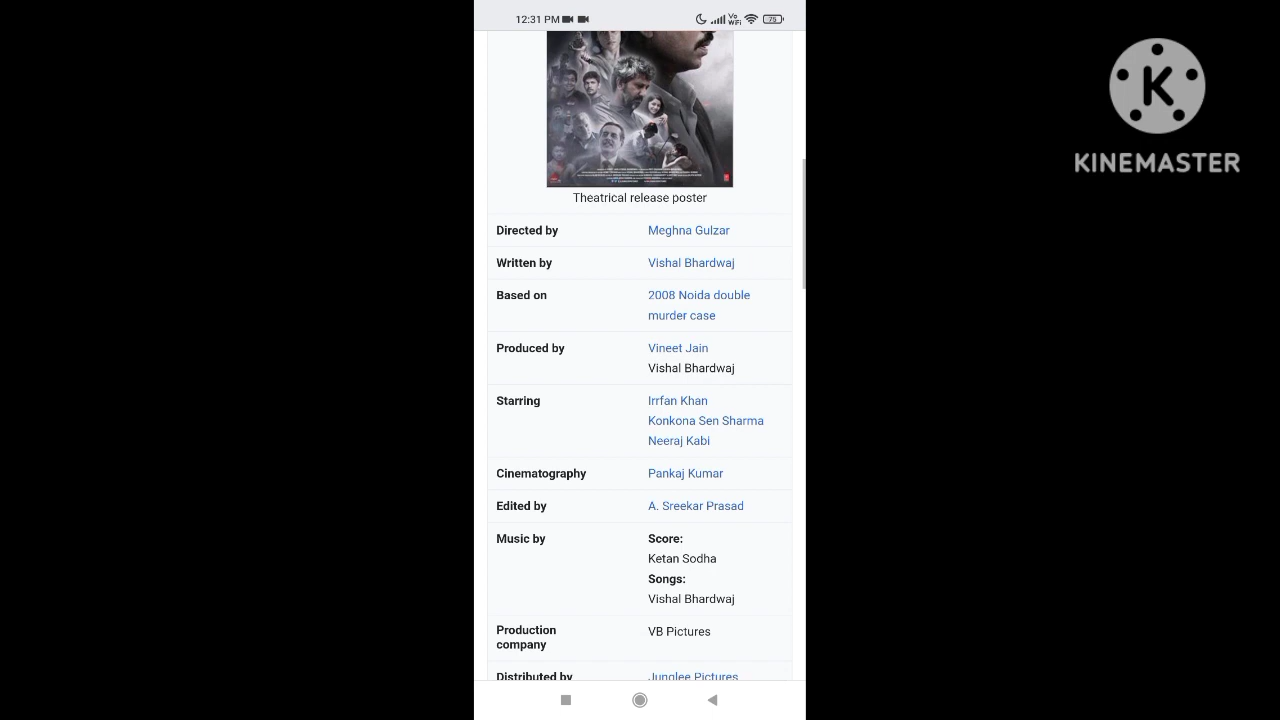 12:31 PM
Vo
WiFi
75
K
KINEMASTER
Theatrical release poster
Directed by Meghna Gulzar
Written by Vishal Bhardwaj
Based on 2008 Noida double
murder case
Produced by Vineet Jain
Vishal Bhardwaj
Starring Irrfan Khan
Konkona Sen Sharma
Neeraj Kabi
Cinematography Pankaj Kumar
Edited by A. Sreekar Prasad
Music by Score:
Ketan Sodha
Songs:
Vishal Bhardwaj
Production VB Pictures
company
Distributed by Junglee Pictures